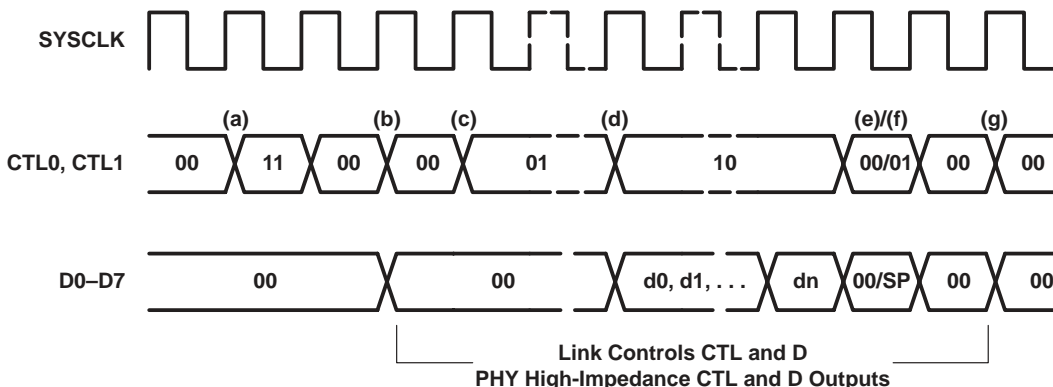 SYSCLK
(a) (b) (c) (d) (e)/(f) (g)
CTL0, CTL1 00 11 00 00 01 10 00/01 00 00
D0–D7 00 00 d0, d1, . . . dn 00/SP 00 00
Link Controls CTL and D
PHY High-Impedance CTL and D Outputs